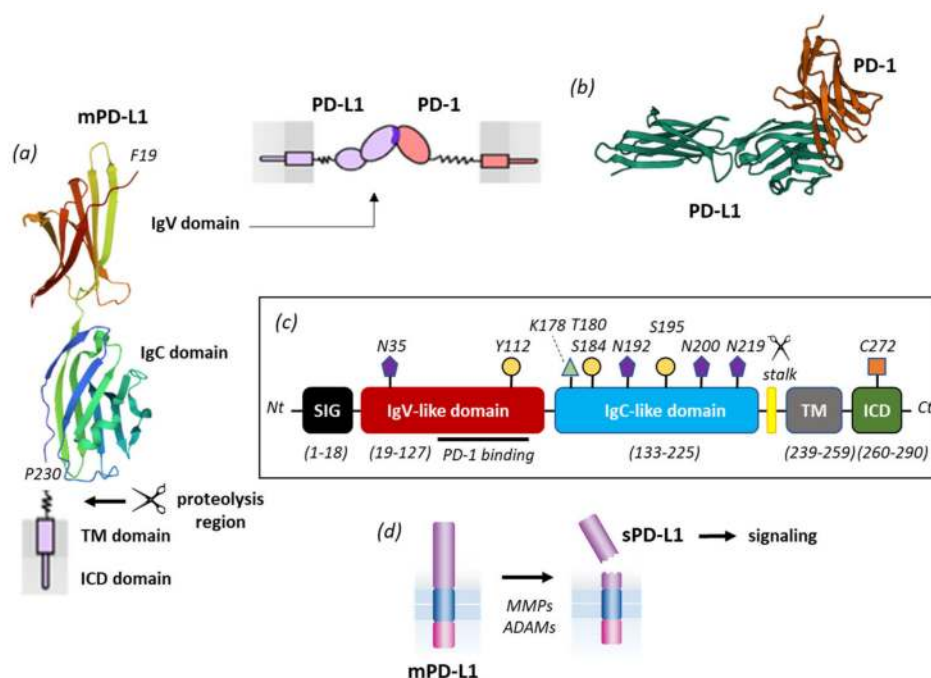 (a)
mPD-L1
F19
IgV domain
IgC domain
P230
proteolysis
region
TM domain
ICD domain
PD-L1 PD-1
(b)
PD-1
PD-L1
(c)
K178 T180
N35 Y112 S184 N192 S195 N200 N219 C272
stalk
Nt SIG IgV-like domain IgC-like domain TM ICD Ct
(1-18) (19-127) PD-1 binding (133-225) (239-259) (260-290)
(d)
sPD-L1 signaling
MMPs
ADAMs
mPD-L1